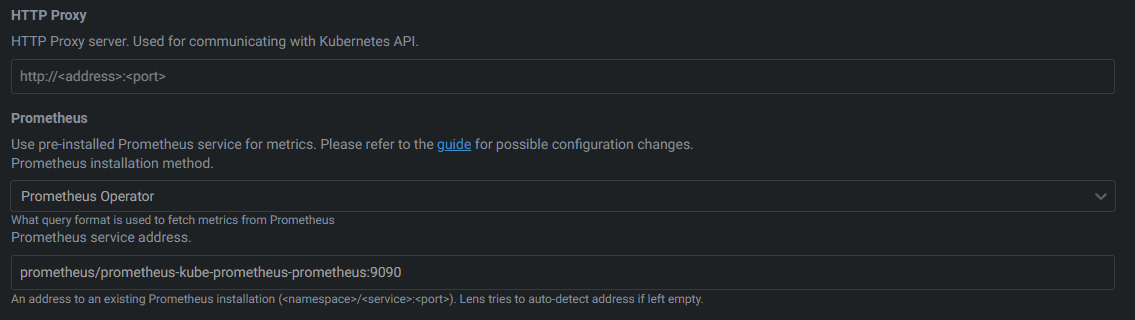 HTTP Proxy
HTTP Proxy server. Used for communicating with Kubernetes API.
http://<address>:<port>
Prometheus
Use pre-installed Prometheus service for metrics. Please refer to the guide for possible configuration changes.
Prometheus installation method.
Prometheus Operator
What query format is used to fetch metrics from Prometheus
Prometheus service address.
prometheus/prometheus-kube-prometheus-prometheus:9090
An address to an existing Prometheus installation (<namespace>/<service>:<port>). Lens tries to auto-detect address if left empty.